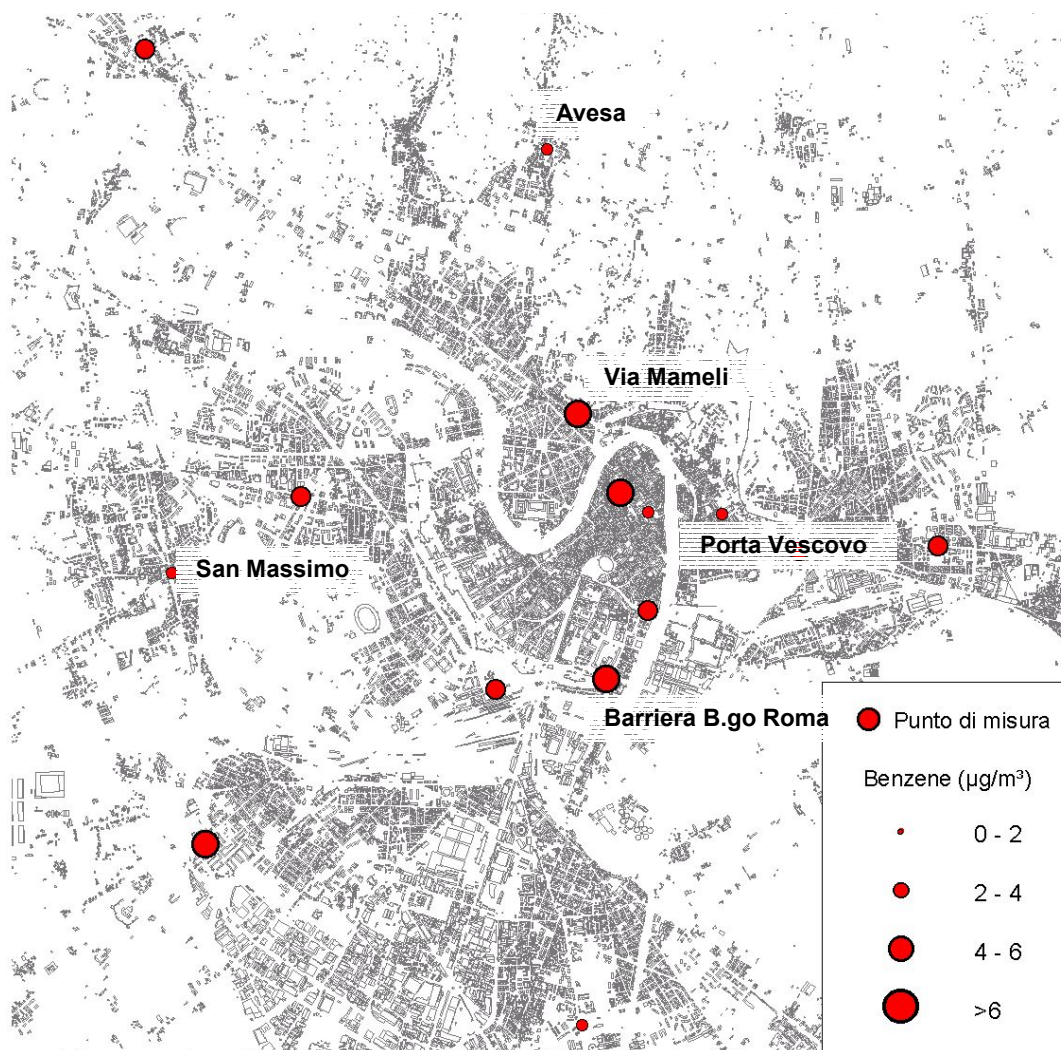 Avesa
Via Mameli
Porta Vescovo
San Massimo
Barriera B.go Roma
Punto di misura
Benzene (µg/m³)
0 - 2
2 - 4
4 - 6
>6